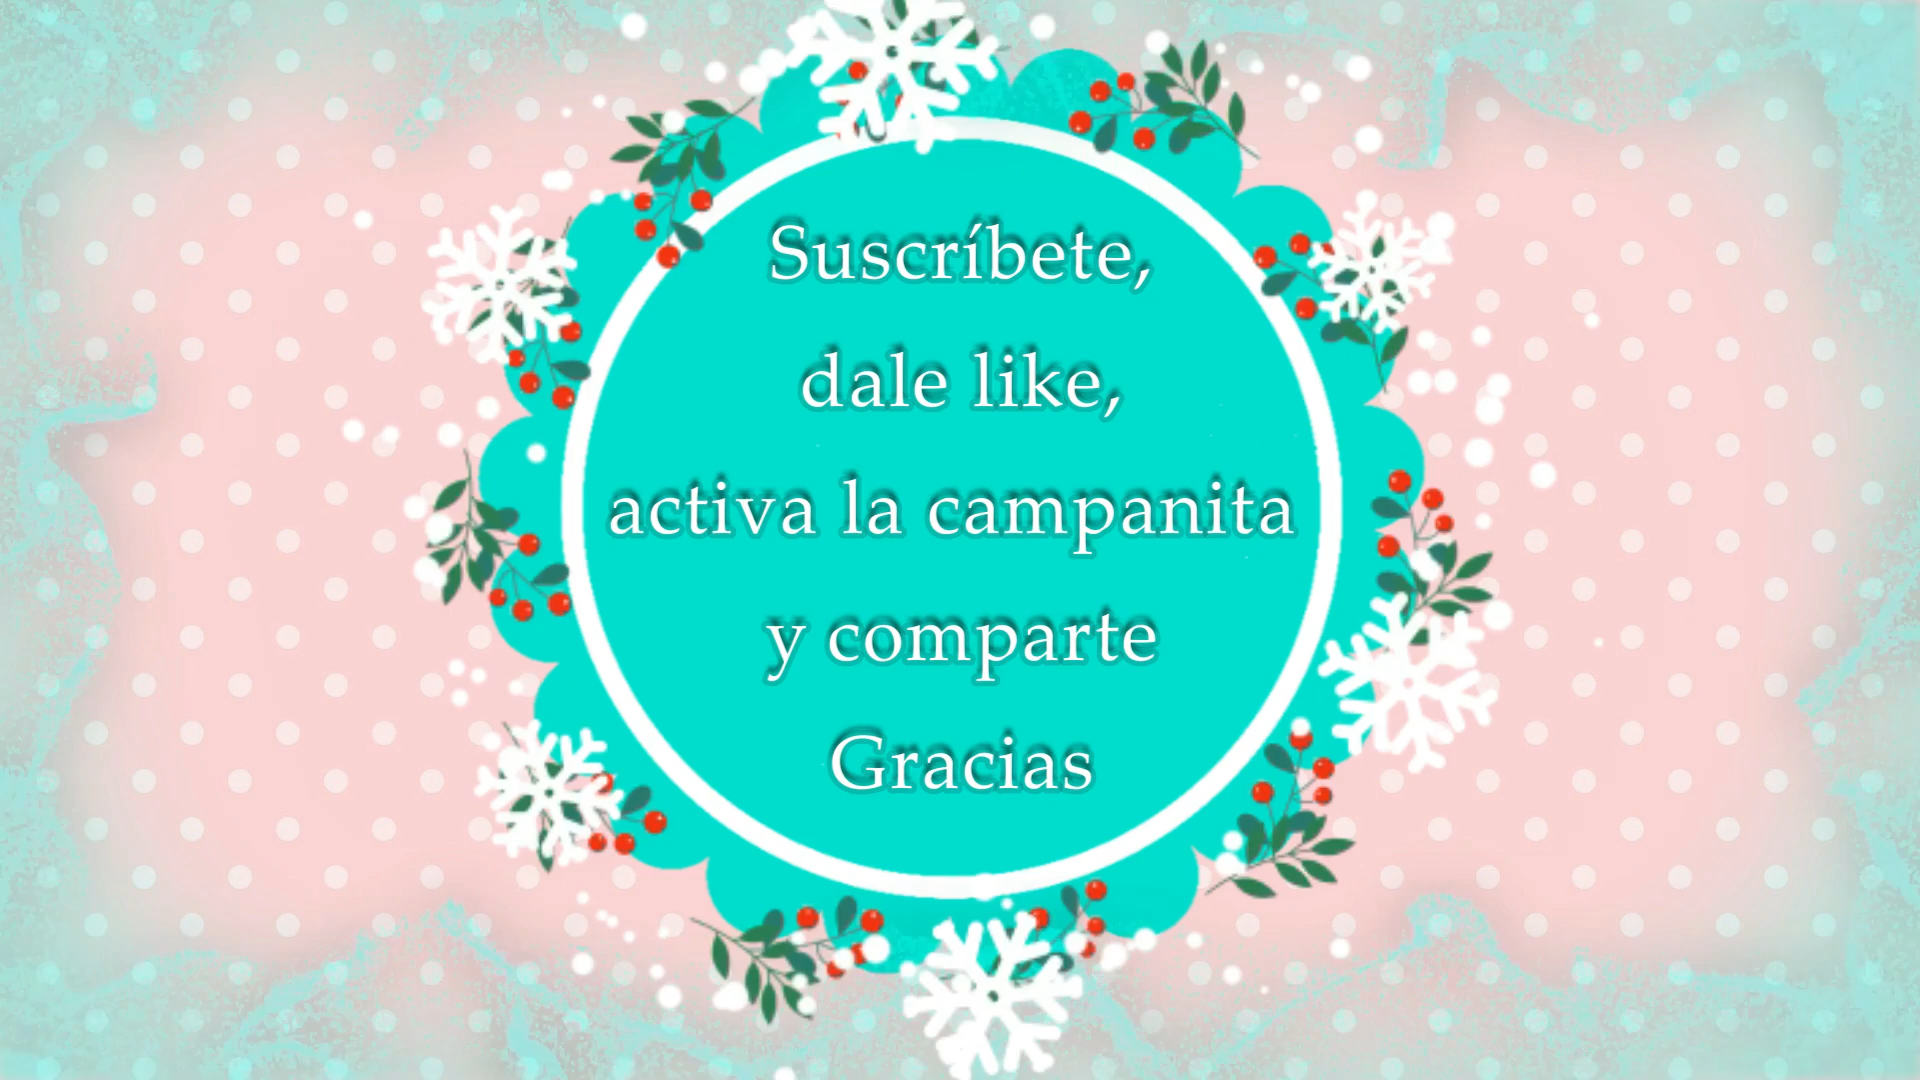 Suscríbete,
dale like,
activa la campanita
y comparte
Gracias